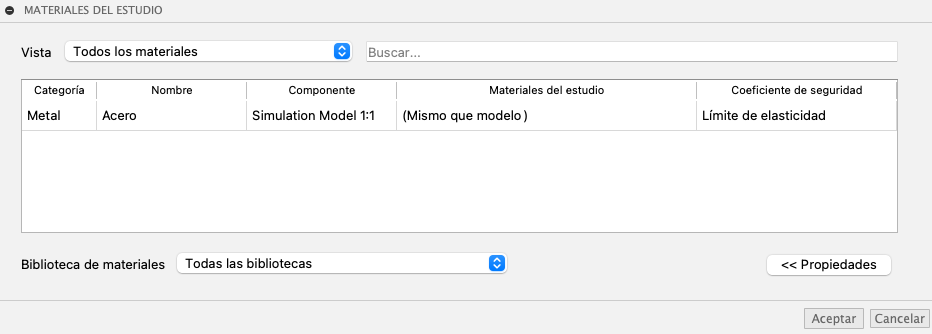 MATERIALES DEL ESTUDIO
Vista Todos los materiales Buscar...
Categoría Nombre Componente Materiales del estudio Coeficiente de seguridad
Metal Acero Simulation Model 1:1 (Mismo que modelo) Límite de elasticidad
Biblioteca de materiales Todas las bibliotecas << Propiedades
Aceptar Cancelar